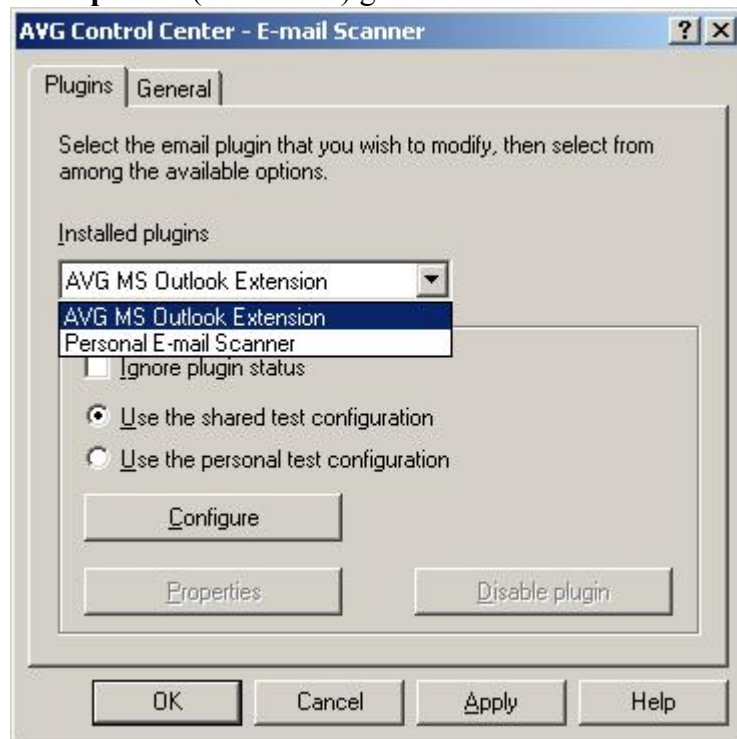 AVG Control Center - E-mail Scanner
Plugins General
Select the email plugin that you wish to modify, then select from
among the available options.
Installed plugins
AVG MS Outlook Extension
AVG MS Outlook Extension
Personal E-mail Scanner
Ignore plugin status
Use the shared test configuration
Use the personal test configuration
Configure
Properties Disable plugin
OK Cancel Apply Help